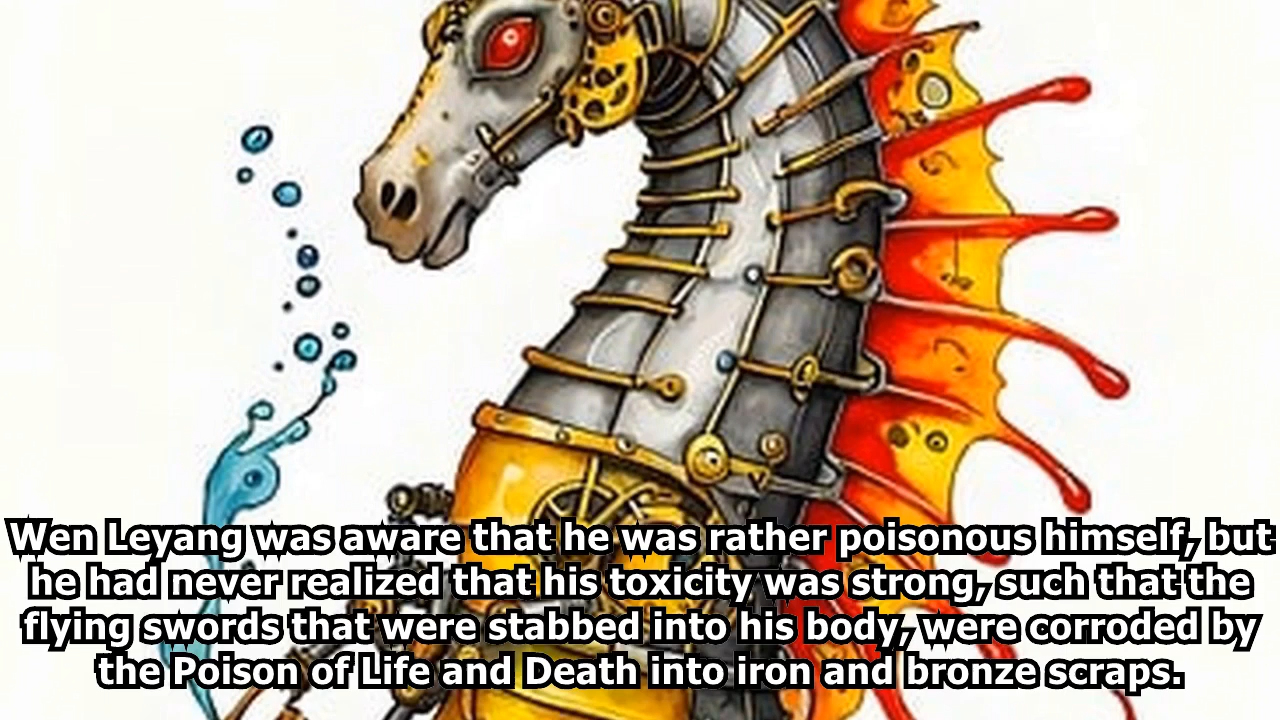 Wen Leyang was aware that he was rather poisonous himself, but
he had never realized that his toxicity was strong, such that the
flying swords that were stabbed into his body, were corroded by
the Poison of Life and Death into iron and bronze scraps.